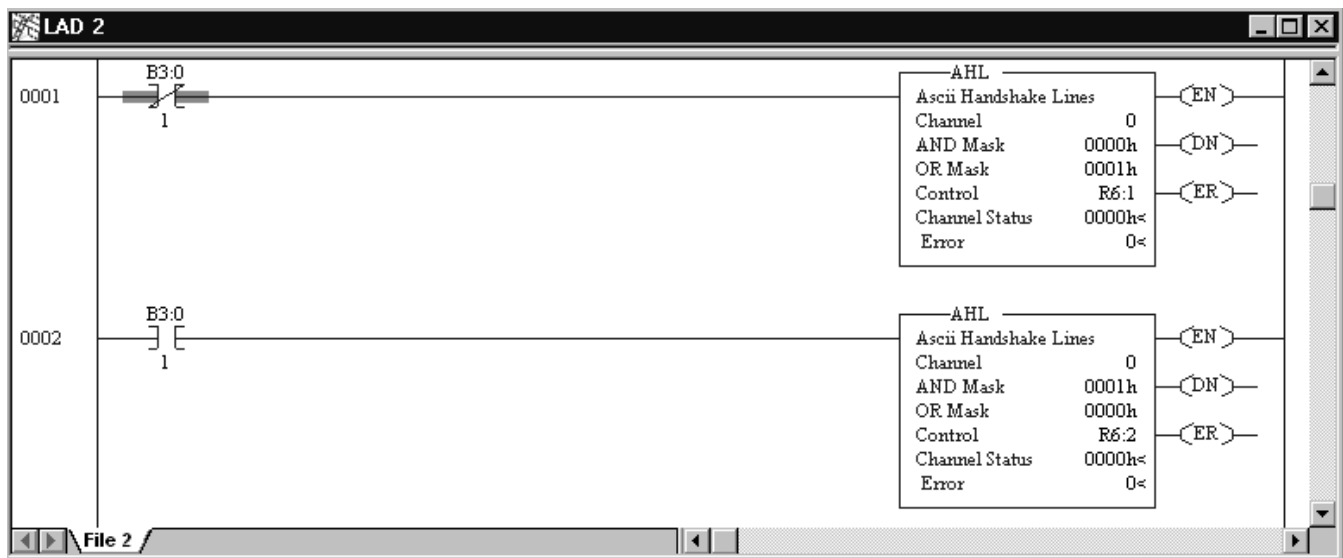 LAD 2
0001
B3:0
1
AHL
Ascii Handshake Lines
Channel 0
AND Mask 0000h
OR Mask 0001h
Control R6:1
Channel Status 0000h<
Error 0<
EN
DN
ER
0002
B3:0
1
AHL
Ascii Handshake Lines
Channel 0
AND Mask 0001h
OR Mask 0000h
Control R6:2
Channel Status 0000h<
Error 0<
EN
DN
ER
File 2